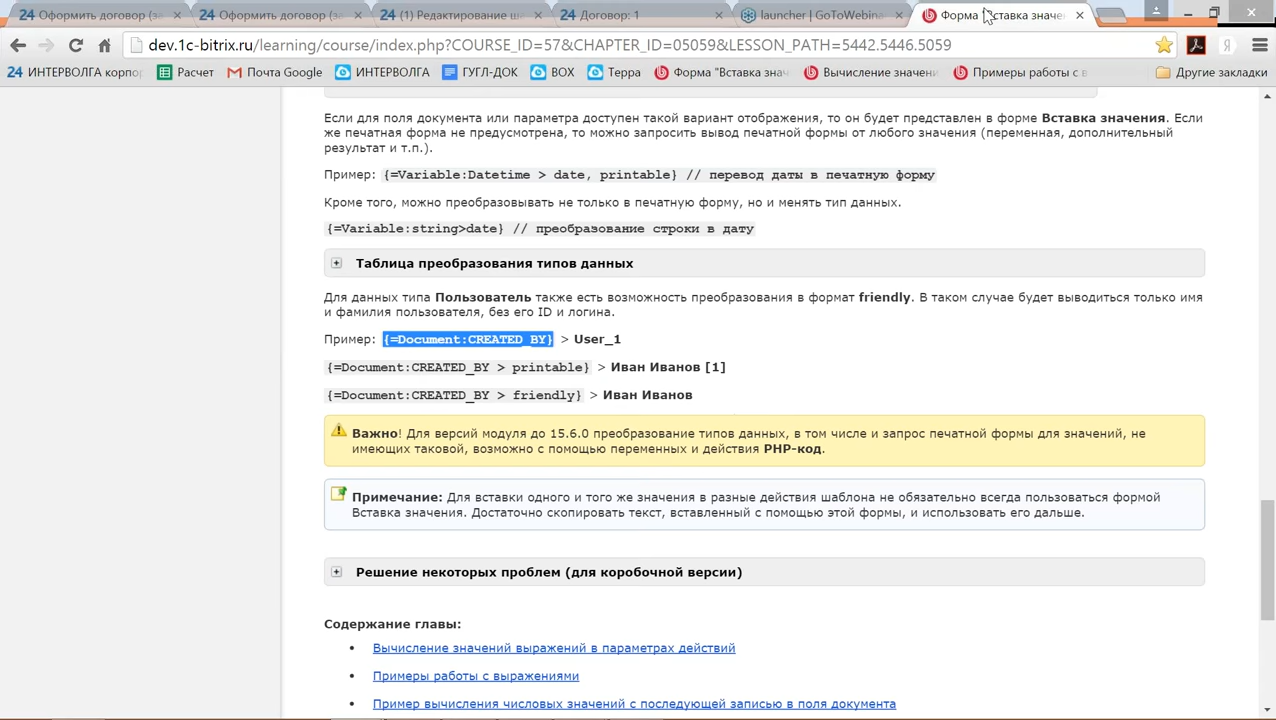 24 Оформить договор (за
24 Оформить договор (за
24 (1) Редактирование ша
24 Договор: 1
launcher | GoToWebina
Форма "Вставка значе
dev.1c-bitrix.ru/learning/course/index.php?COURSE_ID=57&CHAPTER_ID=05059&LESSON_PATH=5442.5446.5059
24 ИНТЕРВОЛГА корпо
Расчет
Почта Google
ИНТЕРВОЛГА
ГУГЛ-ДОК
ВОХ
Терра
Форма "Вставка знач
Вычисление значени
Примеры работы с в
Другие закладки
Если для поля документа или параметра доступен такой вариант отображения, то он будет представлен в форме Вставка значения. Если
же печатная форма не предусмотрена, то можно запросить вывод печатной формы от любого значения (переменная, дополнительный
результат и т.п.).
Пример: {=Variable:Datetime > date, printable} // перевод даты в печатную форму
Кроме того, можно преобразовывать не только в печатную форму, но и менять тип данных.
{=Variable:string>date} // преобразование строки в дату
Таблица преобразования типов данных
Для данных типа Пользователь также есть возможность преобразования в формат friendly. В таком случае будет выводиться только имя
и фамилия пользователя, без его ID и логина.
Пример: {=Document:CREATED_BY} > User_1
{=Document:CREATED_BY > printable} > Иван Иванов [1]
{=Document:CREATED_BY > friendly} > Иван Иванов
Важно! Для версий модуля до 15.6.0 преобразование типов данных, в том числе и запрос печатной формы для значений, не
имеющих таковой, возможно с помощью переменных и действия PHP-код.
Примечание: Для вставки одного и того же значения в разные действия шаблона не обязательно всегда пользоваться формой
Вставка значения. Достаточно скопировать текст, вставленный с помощью этой формы, и использовать его дальше.
Решение некоторых проблем (для коробочной версии)
Содержание главы:
• Вычисление значений выражений в параметрах действий
• Примеры работы с выражениями
• Пример вычисления числовых значений с последующей записью в поля документа